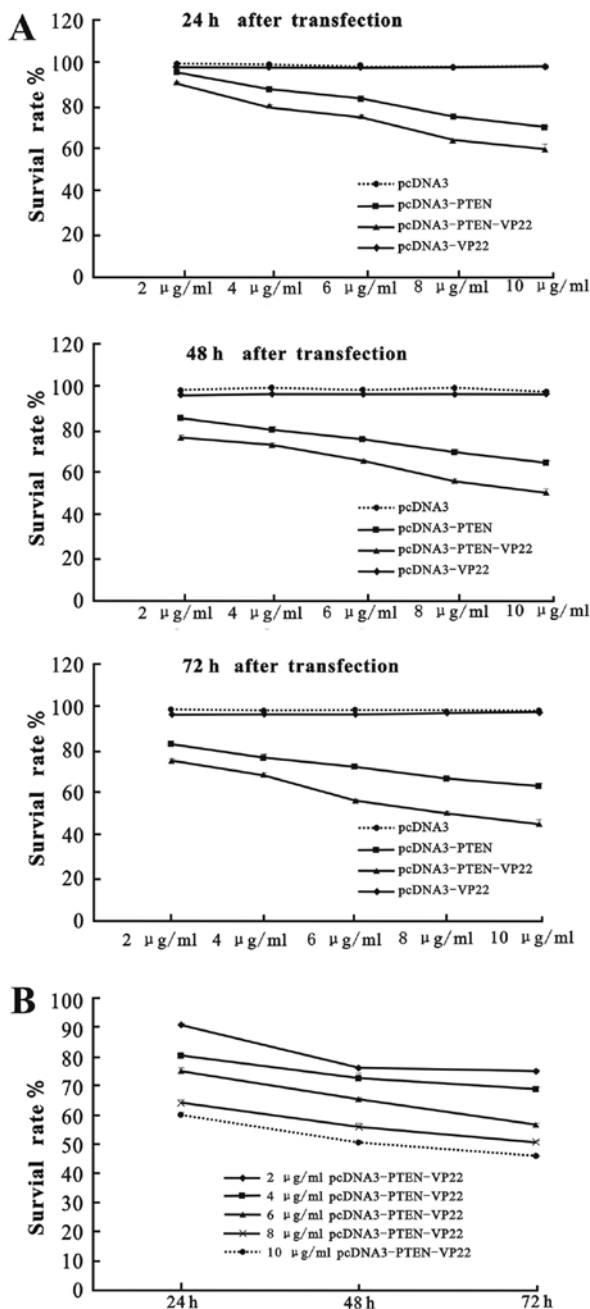 A
24 h after transfection
Survial rate %
120
100
80
60
40
20
0
pcDNA3
pcDNA3-PTEN
pcDNA3-PTEN-VP22
pcDNA3-VP22
2 μg/ml 4 μg/ml 6 μg/ml 8 μg/ml 10 μg/ml
48 h after transfection
Survial rate %
120
100
80
60
40
20
0
pcDNA3
pcDNA3-PTEN
pcDNA3-PTEN-VP22
pcDNA3-VP22
2 μg/ml 4 μg/ml 6 μg/ml 8 μg/ml 10 μg/ml
72 h after transfection
Survial rate %
120
100
80
60
40
20
0
pcDNA3
pcDNA3-PTEN
pcDNA3-PTEN-VP22
pcDNA3-VP22
2 μg/ml 4 μg/ml 6 μg/ml 8 μg/ml 10 μg/ml
B
Survial rate %
100
90
80
70
60
50
40
30
20
10
0
2 μg/ml pcDNA3-PTEN-VP22
4 μg/ml pcDNA3-PTEN-VP22
6 μg/ml pcDNA3-PTEN-VP22
8 μg/ml pcDNA3-PTEN-VP22
10 μg/ml pcDNA3-PTEN-VP22
24h 48h 72h